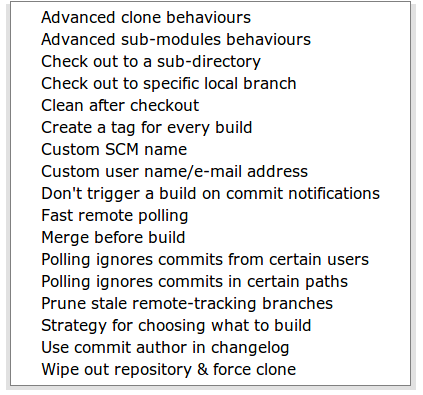 Advanced clone behaviours
Advanced sub-modules behaviours
Check out to a sub-directory
Check out to specific local branch
Clean after checkout
Create a tag for every build
Custom SCM name
Custom user name/e-mail address
Don't trigger a build on commit notifications
Fast remote polling
Merge before build
Polling ignores commits from certain users
Polling ignores commits in certain paths
Prune stale remote-tracking branches
Strategy for choosing what to build
Use commit author in changelog
Wipe out repository & force clone